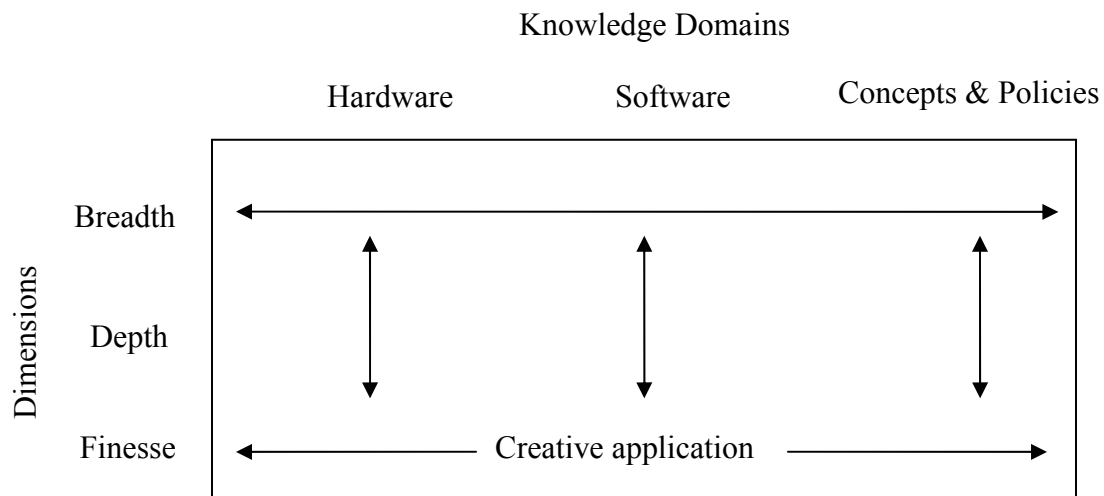 Knowledge Domains
Hardware Software Concepts & Policies
Breadth
Dimensions
Depth
Finesse Creative application